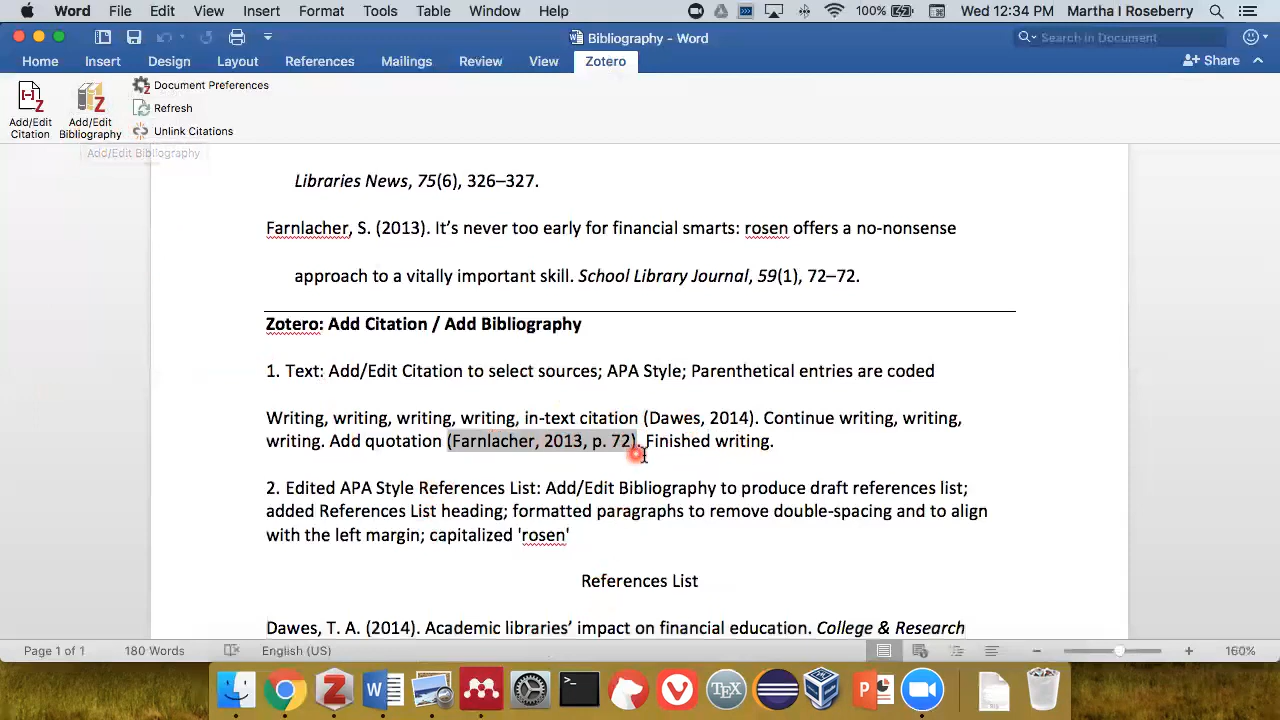 Word File Edit View Insert Format Tools Table Window Help 100% Wed 12:34 PM Martha I Roseberry
Bibliography - Word Search in Document
Home Insert Design Layout References Mailings Review View Zotero Share
Add/Edit Citation
Add/Edit Bibliography
Document Preferences
Refresh
Unlink Citations
Add/Edit Bibliography
Libraries News, 75(6), 326–327.
Farnlacher, S. (2013). It’s never too early for financial smarts: rosen offers a no-nonsense
approach to a vitally important skill. School Library Journal, 59(1), 72–72.
Zotero: Add Citation / Add Bibliography
1. Text: Add/Edit Citation to select sources; APA Style; Parenthetical entries are coded
Writing, writing, writing, writing, in-text citation (Dawes, 2014). Continue writing, writing,
writing. Add quotation (Farnlacher, 2013, p. 72). Finished writing.
2. Edited APA Style References List: Add/Edit Bibliography to produce draft references list;
added References List heading; formatted paragraphs to remove double-spacing and to align
with the left margin; capitalized 'rosen'
References List
Dawes, T. A. (2014). Academic libraries’ impact on financial education. College & Research
Page 1 of 1 180 Words English (US) 160%